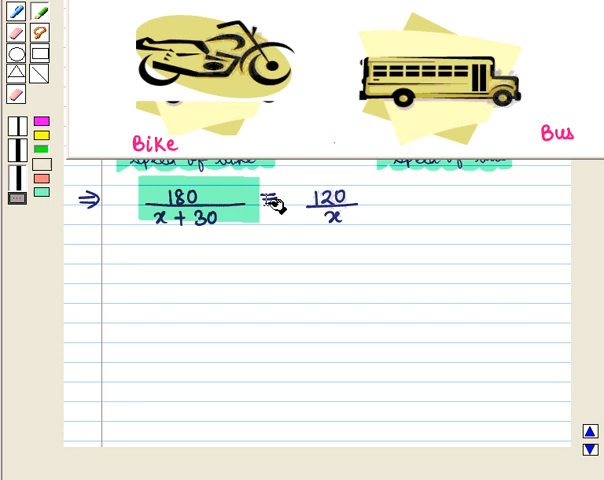 Bike Bus
⇒ 180/(x + 30) = 120/x